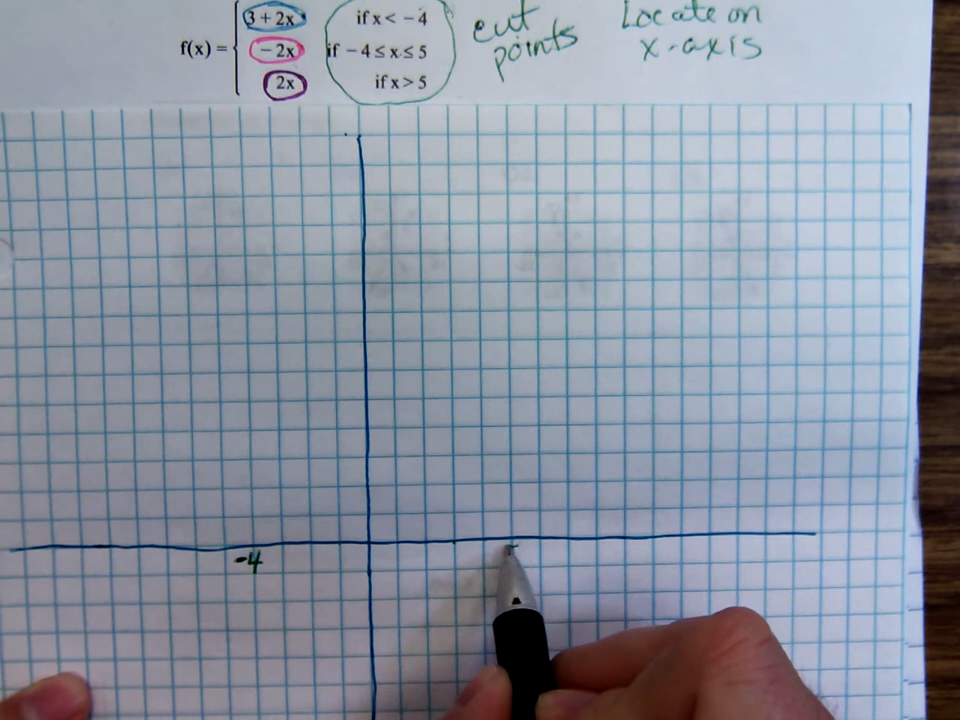 f(x) = { 3 + 2x if x < - 4
- 2x if - 4 ≤ x ≤ 5
2x if x > 5
cut points
Locate on
x-axis
-4